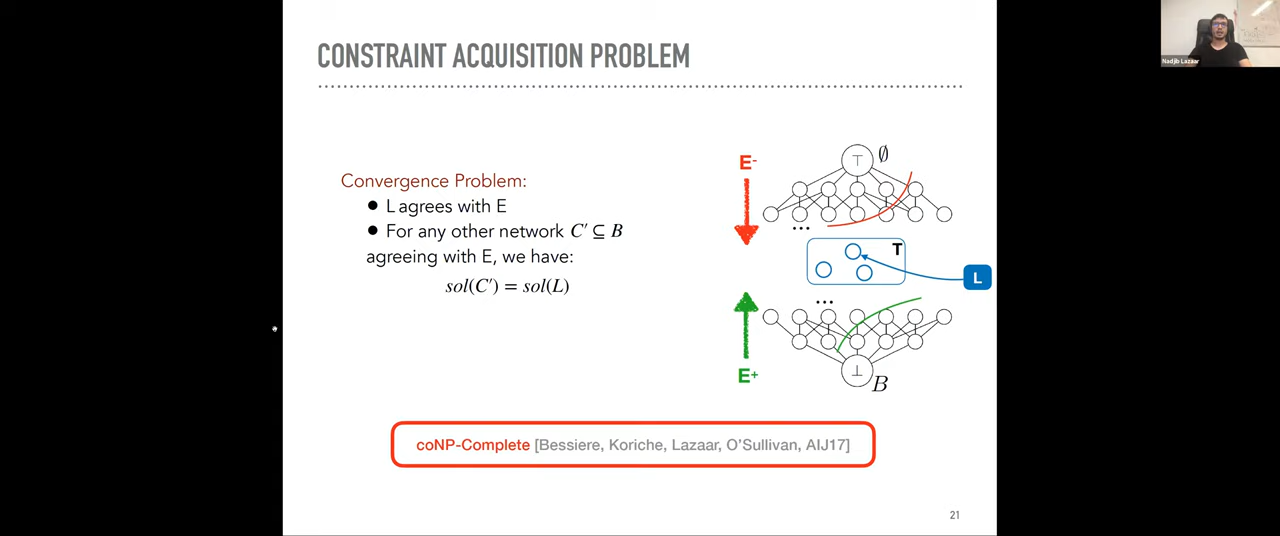 CONSTRAINT ACQUISITION PROBLEM
Nadjib Lazaar
Convergence Problem:
● L agrees with E
● For any other network C′ ⊆ B
agreeing with E, we have:
sol(C′) = sol(L)
E-
⊤
∅
...
T
L
...
E+
⊥
B
coNP-Complete [Bessiere, Koriche, Lazaar, O'Sullivan, AIJ17]
21